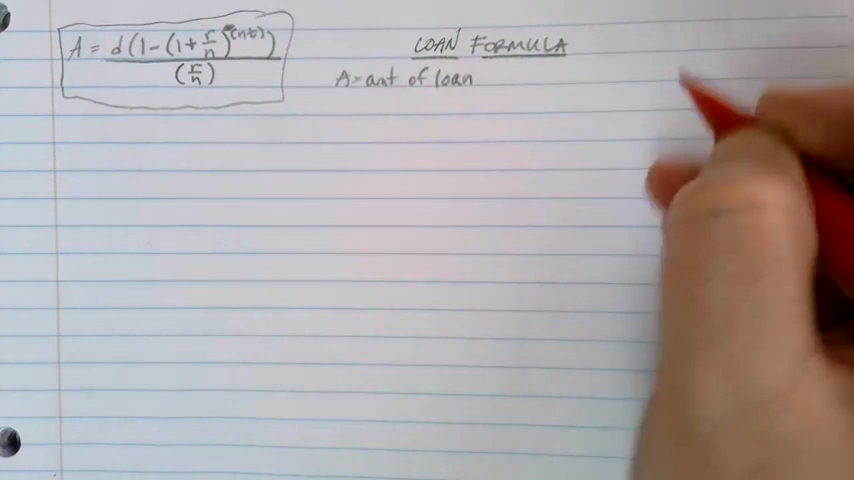 LOAN FORMULA
A = d(1-(1+r/n)^-(nt)) / (r/n)
A=amt of loan